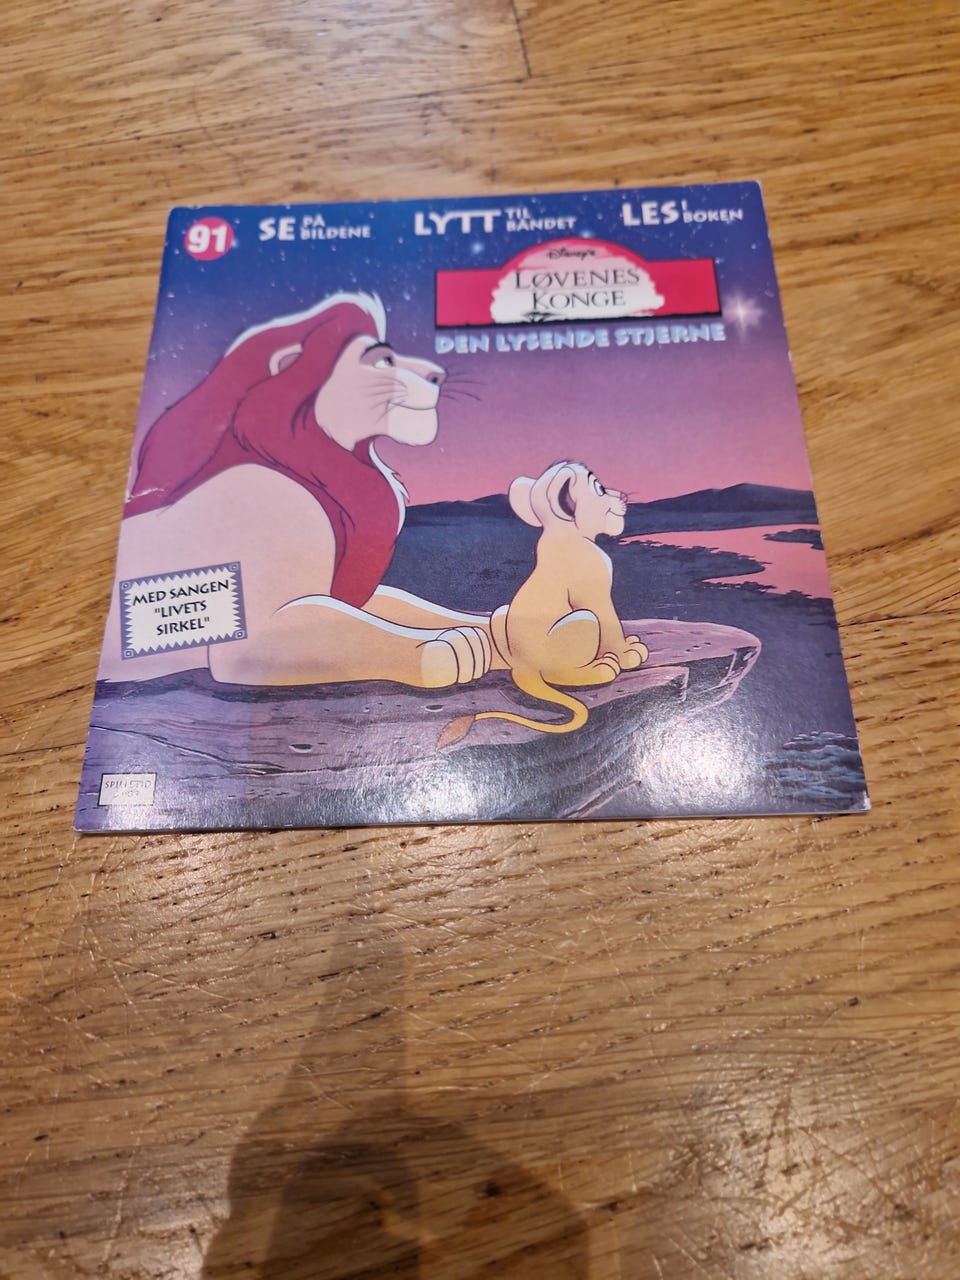 91
SE PÅ BILDENE
LYTT TIL BÅNDET
LES I BOKEN
Disney's
LØVENES
KONGE
DEN LYSENDE STJERNE
MED SANGEN
"LIVETS
SIRKEL"